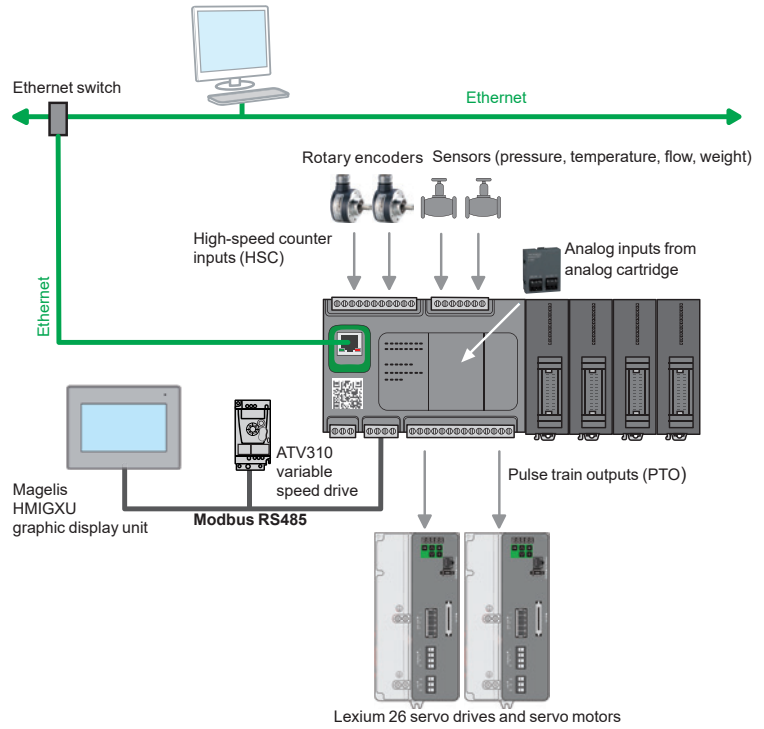 Ethernet switch
Ethernet
Rotary encoders
Sensors (pressure, temperature, flow, weight)
High-speed counter
inputs (HSC)
Analog inputs from
analog cartridge
Ethernet
ATV310
variable
speed drive
Pulse train outputs (PTO)
Magelis
HMIGXU
graphic display unit
Modbus RS485
Lexium 26 servo drives and servo motors